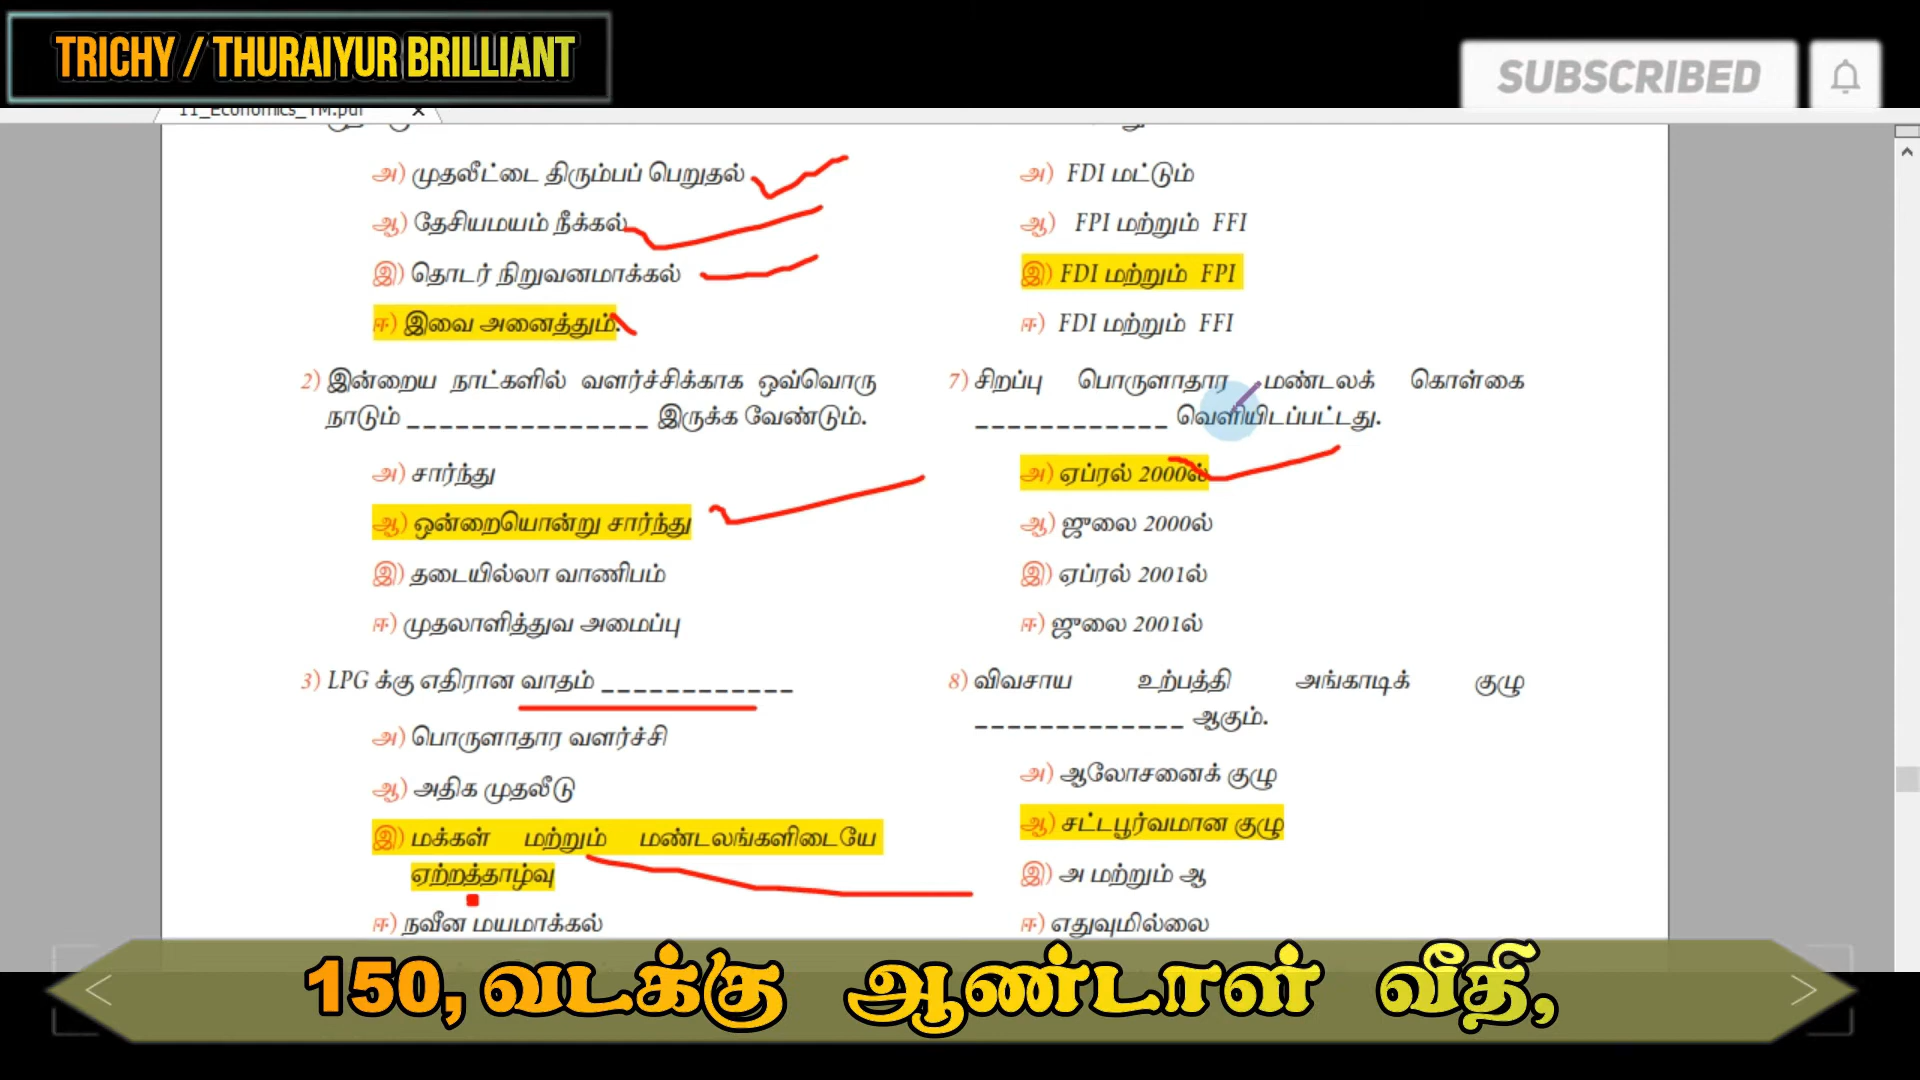 TRICHY / THURAIYUR BRILLIANT
SUBSCRIBED
11_Economics_TM.pdf
அ) முதலீட்டை திரும்பப் பெறுதல்
ஆ) தேசியமயம் நீக்கல்
இ) தொடர் நிறுவனமாக்கல்
ஈ) இவை அனைத்தும்.
2) இன்றைய நாட்களில் வளர்ச்சிக்காக ஒவ்வொரு
நாடும் _______________ இருக்க வேண்டும்.
அ) சார்ந்து
ஆ) ஒன்றையொன்று சார்ந்து
இ) தடையில்லா வாணிபம்
ஈ) முதலாளித்துவ அமைப்பு
3) LPG க்கு எதிரான வாதம் ____________
அ) பொருளாதார வளர்ச்சி
ஆ) அதிக முதலீடு
இ) மக்கள் மற்றும் மண்டலங்களிடையே
ஏற்றத்தாழ்வு
ஈ) நவீன மயமாக்கல்
அ) FDI மட்டும்
ஆ) FPI மற்றும் FFI
இ) FDI மற்றும் FPI
ஈ) FDI மற்றும் FFI
7) சிறப்பு பொருளாதார மண்டலக் கொள்கை
____________ வெளியிடப்பட்டது.
அ) ஏப்ரல் 2000ல்
ஆ) ஜுலை 2000ல்
இ) ஏப்ரல் 2001ல்
ஈ) ஜுலை 2001ல்
8) விவசாய உற்பத்தி அங்காடிக் குழு
_____________ ஆகும்.
அ) ஆலோசனைக் குழு
ஆ) சட்டபூர்வமான குழு
இ) அ மற்றும் ஆ
ஈ) எதுவுமில்லை
150, வடக்கு ஆண்டாள் வீதி,